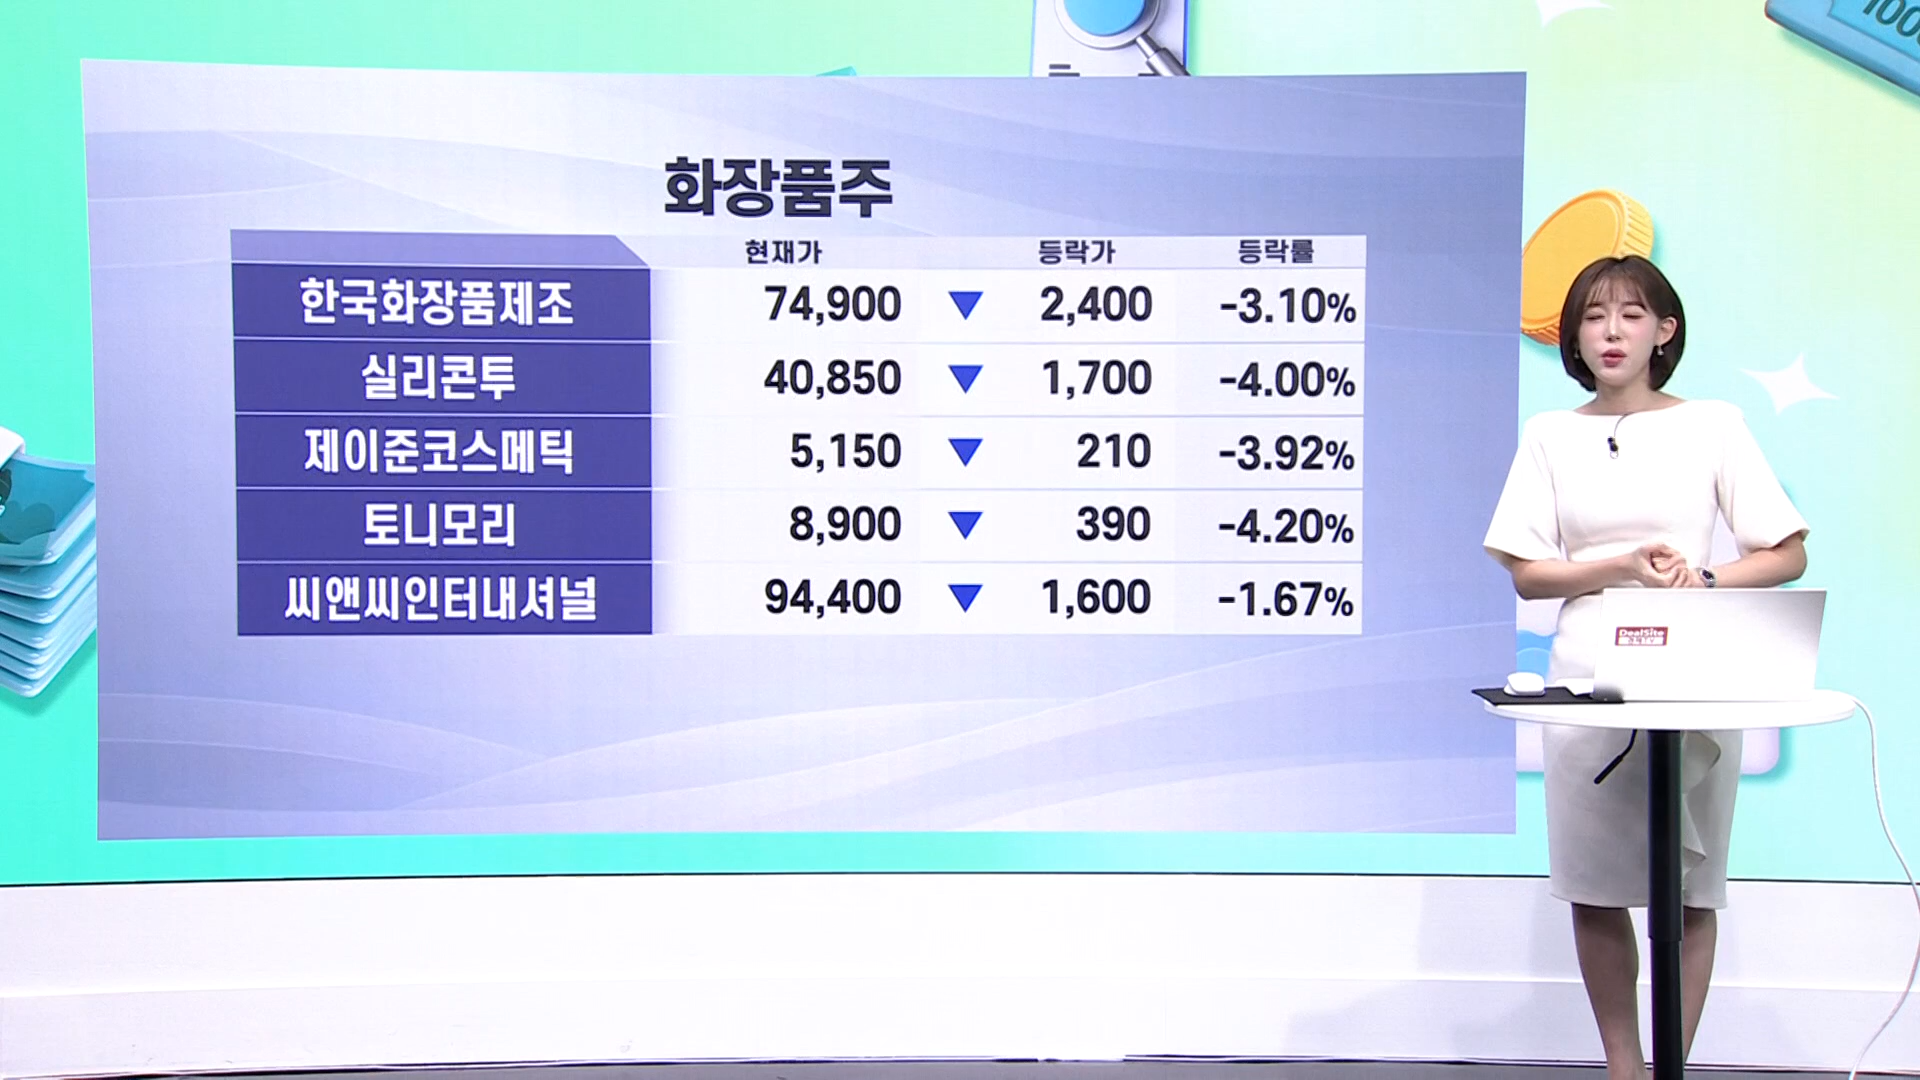 화장품주
현재가 등락가 등락률
한국화장품제조 74,900 ▼ 2,400 -3.10%
실리콘투 40,850 ▼ 1,700 -4.00%
제이준코스메틱 5,150 ▼ 210 -3.92%
토니모리 8,900 ▼ 390 -4.20%
씨앤씨인터내셔널 94,400 ▼ 1,600 -1.67%
DealSite